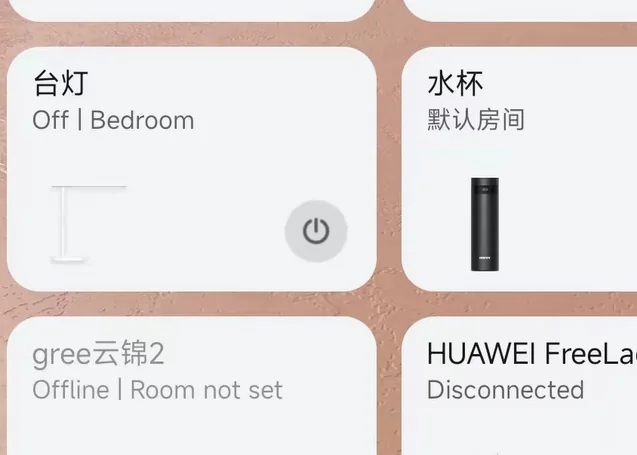 台灯
Off | Bedroom
水杯
默认房间
gree云锦2
Offline | Room not set
HUAWEI FreeLa
Disconnected